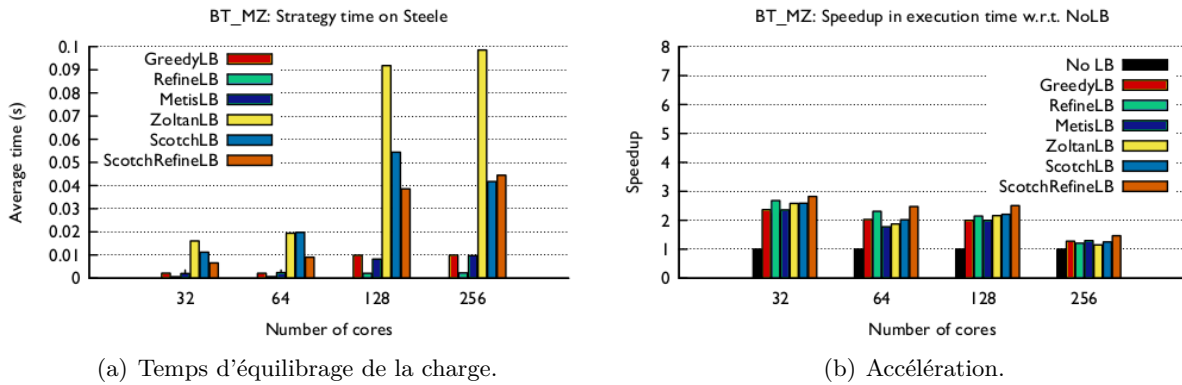 BT_MZ: Strategy time on Steele
Average time (s)
0.1
0.09
0.08
0.07
0.06
0.05
0.04
0.03
0.02
0.01
0
GreedyLB
RefineLB
MetisLB
ZoltanLB
ScotchLB
ScotchRefineLB
32 64 128 256
Number of cores
(a) Temps d'équilibrage de la charge.
BT_MZ: Speedup in execution time w.r.t. NoLB
Speedup
8
7
6
5
4
3
2
1
0
No LB
GreedyLB
RefineLB
MetisLB
ZoltanLB
ScotchLB
ScotchRefineLB
32 64 128 256
Number of cores
(b) Accélération.